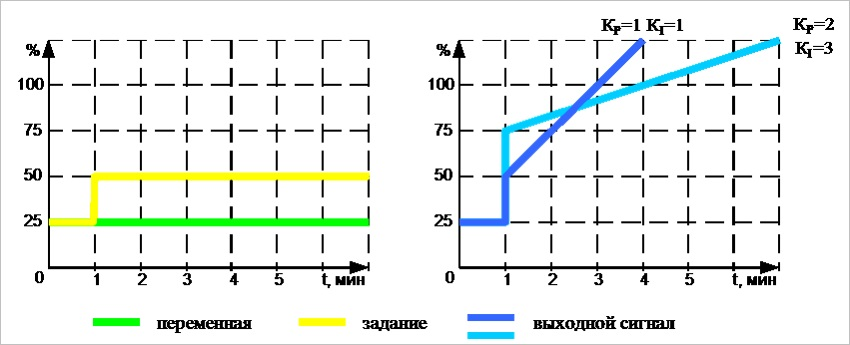 K_P=1 K_I=1
K_P=2
K_I=3
%
100
75
50
25
0
1 2 3 4 5 t, мин
%
100
75
50
25
0
1 2 3 4 5 6 t, мин
переменная
задание
выходной сигнал